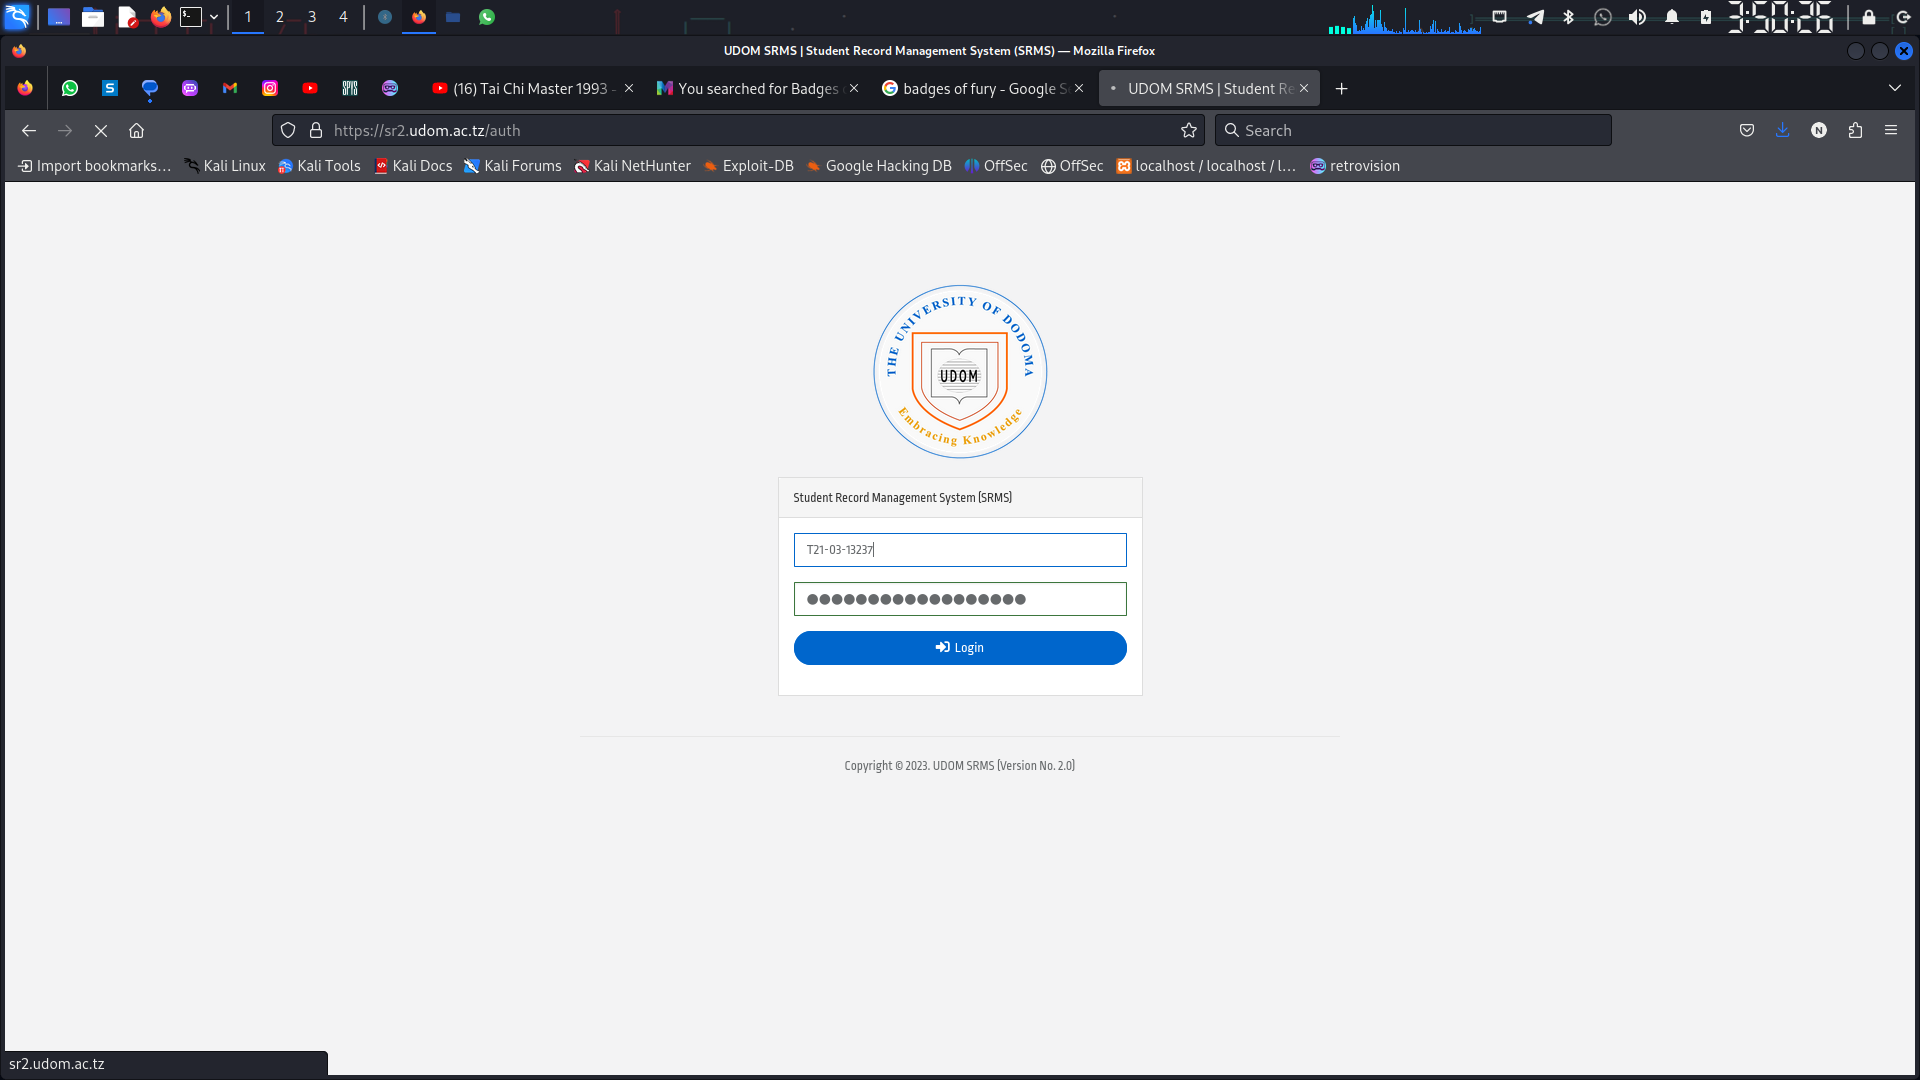 1 2 3 4
3:50:26
UDOM SRMS | Student Record Management System (SRMS) — Mozilla Firefox
(16) Tai Chi Master 1993 -
You searched for Badges
badges of fury - Google S
UDOM SRMS | Student Re
https://sr2.udom.ac.tz/auth
Search
N
Import bookmarks...
Kali Linux
Kali Tools
Kali Docs
Kali Forums
Kali NetHunter
Exploit-DB
Google Hacking DB
OffSec
OffSec
localhost / localhost / l...
retrovision
THE UNIVERSITY OF DODOMA
UDOM
Embracing Knowledge
Student Record Management System (SRMS)
T21-03-13237
Login
Copyright © 2023. UDOM SRMS (Version No. 2.0)
sr2.udom.ac.tz